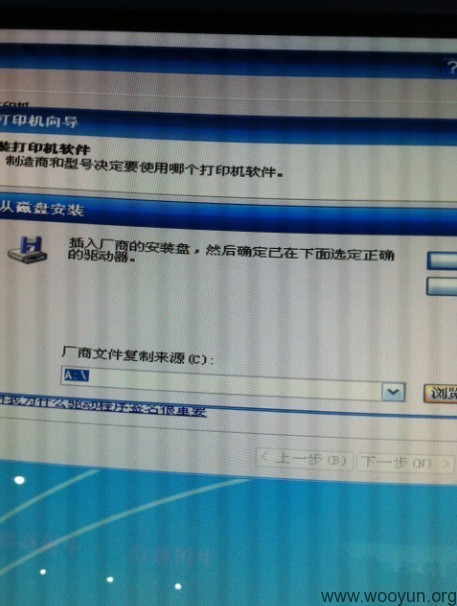 ?
打印机向导
装打印机软件
制造商和型号决定要使用哪个打印机软件。
从磁盘安装
插入厂商的安装盘，然后确定已在下面选定正确
的驱动器。
厂商文件复制来源(C):
A:\
浏览
我为什么驱动程序签名很重要
< 上一步(B)
下一步(N) >
www.wooyun.org